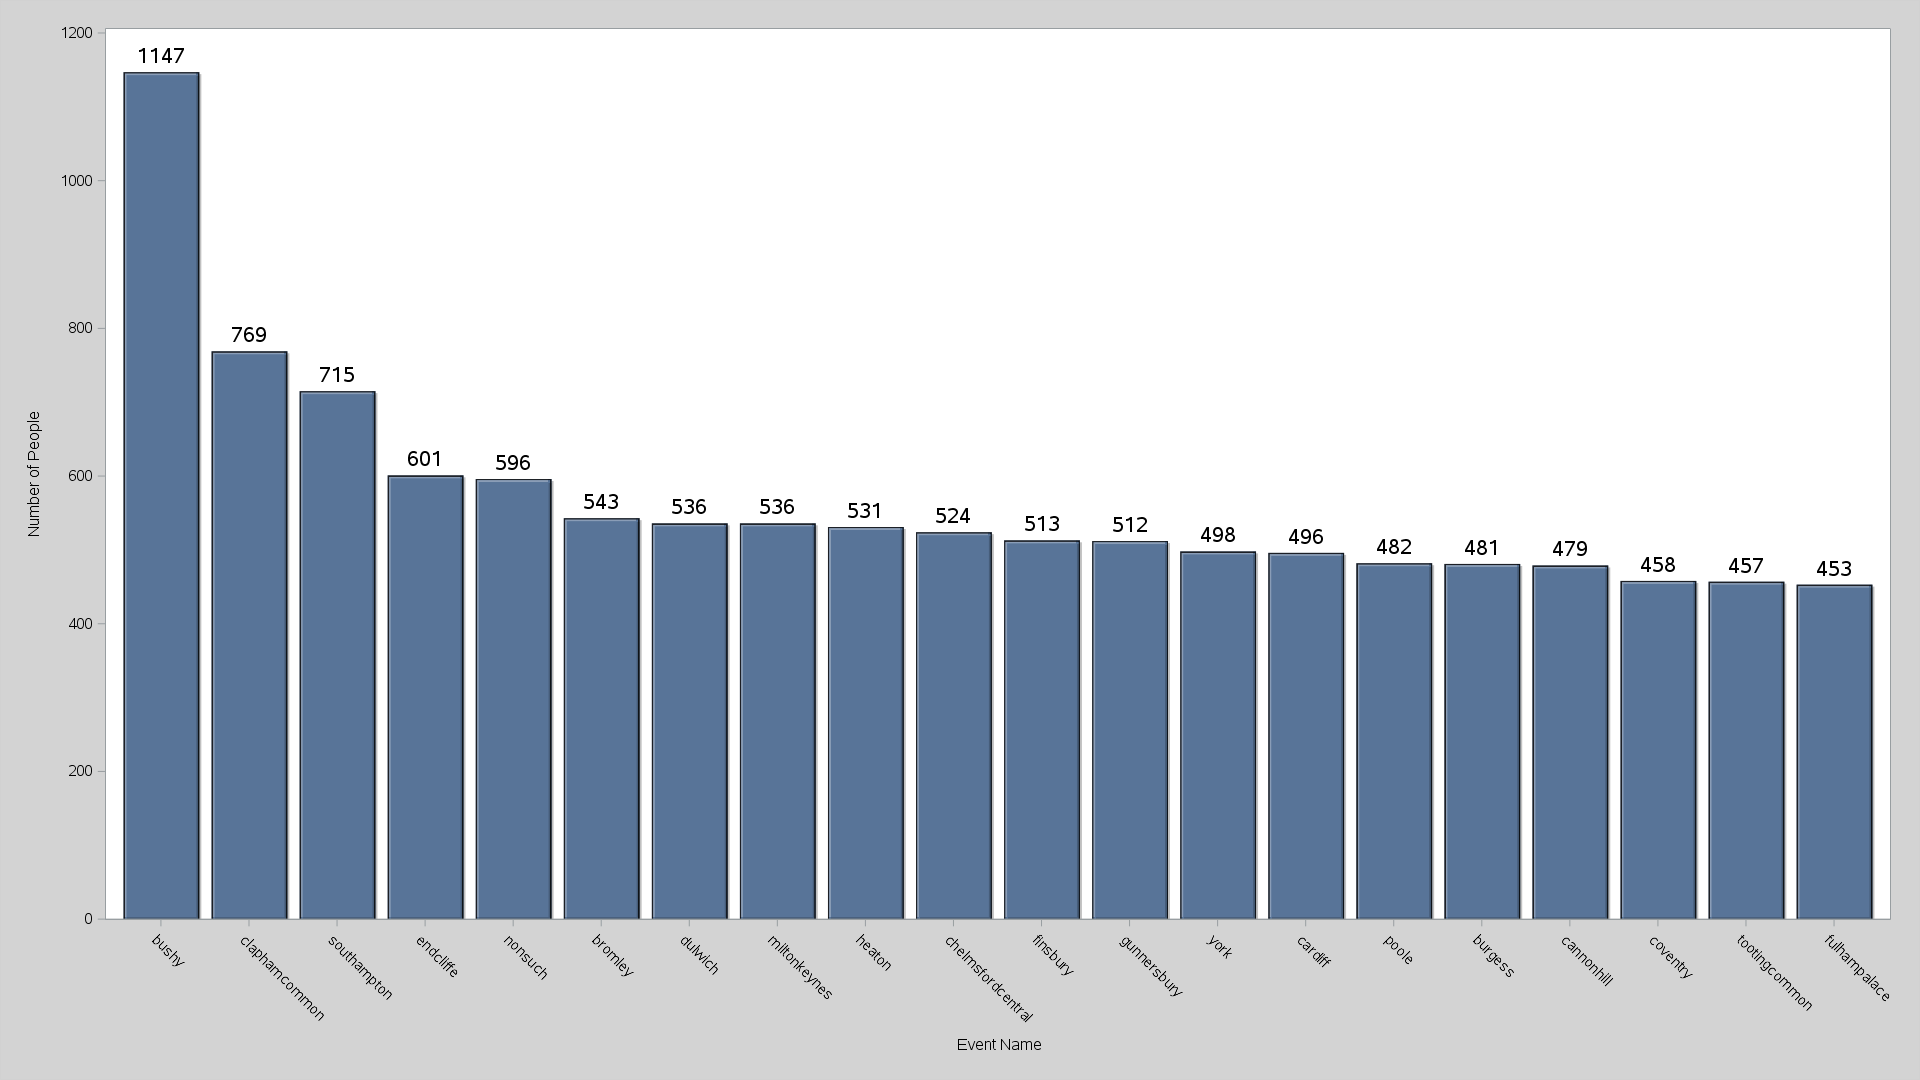 1200
1000
800
600
400
200
0
Number of People
1147
769
715
601
596
543
536
536
531
524
513
512
498
496
482
481
479
458
457
453
bushy
claphamcommon
southampton
endcliffe
nonsuch
bromley
dulwich
miltonkeynes
heaton
chelmsfordcentral
finsbury
gunnersbury
york
cardiff
poole
burgess
cannonhill
coventry
tootingcommon
fulhampalace
Event Name